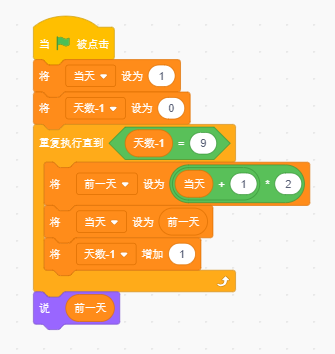 当 被点击
将 当天 设为 1
将 天数-1 设为 0
重复执行直到 天数-1 = 9
将 前一天 设为 当天 + 1 * 2
将 当天 设为 前一天
将 天数-1 增加 1
说 前一天